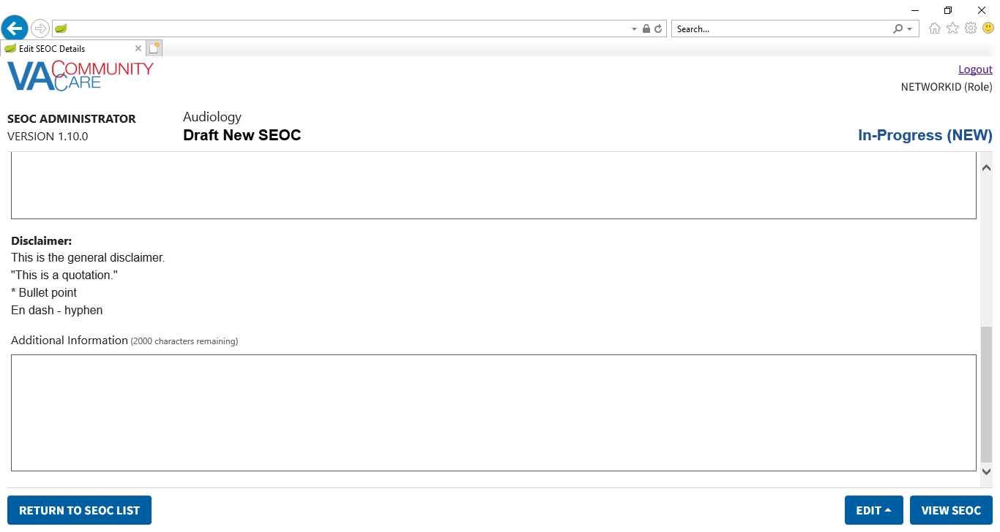 Search...
Edit SEOC Details
VA COMMUNITY CARE
Logout
NETWORKID (Role)
SEOC ADMINISTRATOR
VERSION 1.10.0
Audiology
Draft New SEOC
In-Progress (NEW)
Disclaimer:
This is the general disclaimer.
"This is a quotation."
* Bullet point
En dash - hyphen
Additional Information (2000 characters remaining)
RETURN TO SEOC LIST
EDIT
VIEW SEOC